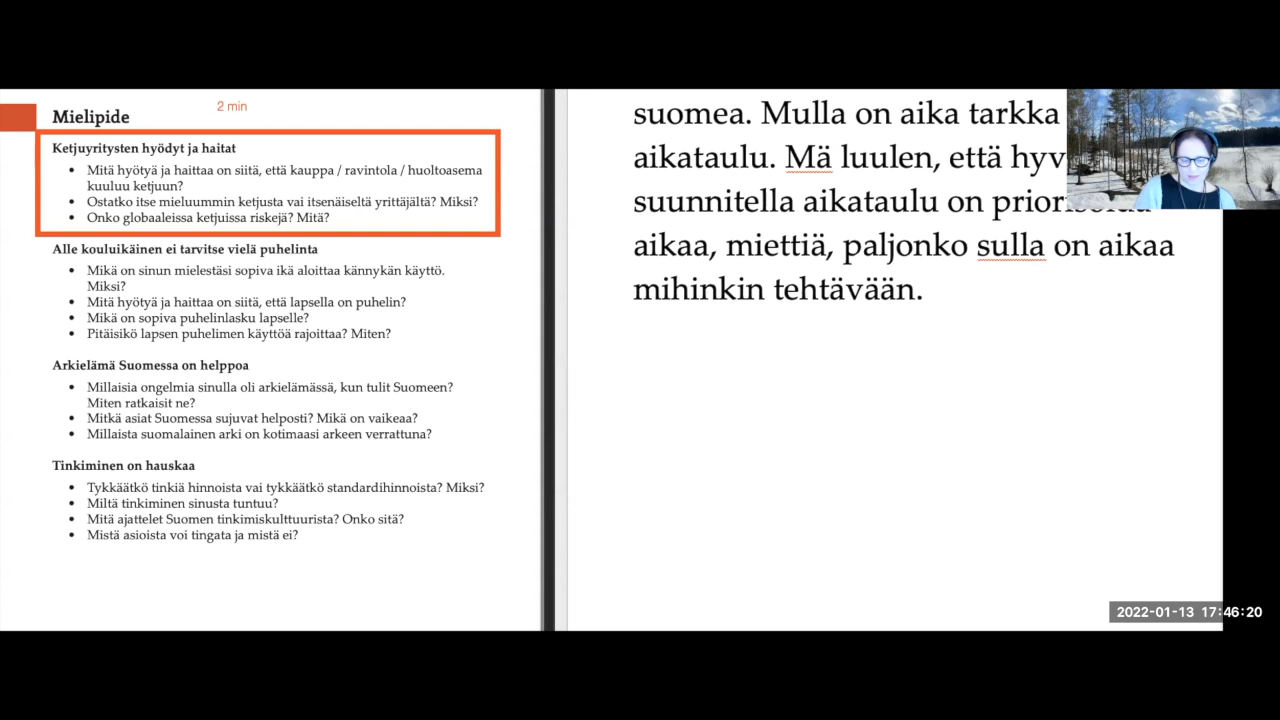 Mielipide
2 min
Ketjuyritysten hyödyt ja haitat
• Mitä hyötyä ja haittaa on siitä, että kauppa / ravintola / huoltoasema
kuuluu ketjuun?
• Ostatko itse mieluummin ketjusta vai itsenäiseltä yrittäjältä? Miksi?
• Onko globaaleissa ketjuissa riskejä? Mitä?
Alle kouluikäinen ei tarvitse vielä puhelinta
• Mikä on sinun mielestäsi sopiva ikä aloittaa kännykän käyttö.
Miksi?
• Mitä hyötyä ja haittaa on siitä, että lapsella on puhelin?
• Mikä on sopiva puhelinlasku lapselle?
• Pitäisikö lapsen puhelimen käyttöä rajoittaa? Miten?
Arkielämä Suomessa on helppoa
• Millaisia ongelmia sinulla oli arkielämässä, kun tulit Suomeen?
Miten ratkaisit ne?
• Mitkä asiat Suomessa sujuvat helposti? Mikä on vaikeaa?
• Millaista suomalainen arki on kotimaasi arkeen verrattuna?
Tinkiminen on hauskaa
• Tykkäätkö tinkiä hinnoista vai tykkäätkö standardihinnoista? Miksi?
• Miltä tinkiminen sinusta tuntuu?
• Mitä ajattelet Suomen tinkimiskulttuurista? Onko sitä?
• Mistä asioista voi tingata ja mistä ei?
suomea. Mulla on aika tarkka
aikataulu. Mä luulen, että
suunnitella aikataulu on
aikaa, miettiä, paljonko sulla on aikaa
mihinkin tehtävään.
2022-01-13 17:46:20